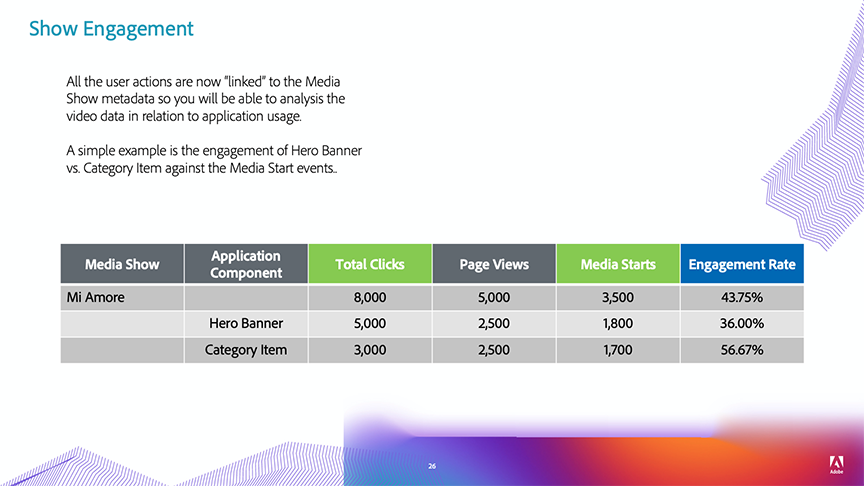 Show Engagement
All the user actions are now "linked" to the Media
Show metadata so you will be able to analysis the
video data in relation to application usage.
A simple example is the engagement of Hero Banner
vs. Category Item against the Media Start events..
Media Show Application Component Total Clicks Page Views Media Starts Engagement Rate
Mi Amore 8,000 5,000 3,500 43.75%
Hero Banner 5,000 2,500 1,800 36.00%
Category Item 3,000 2,500 1,700 56.67%
26
Adobe